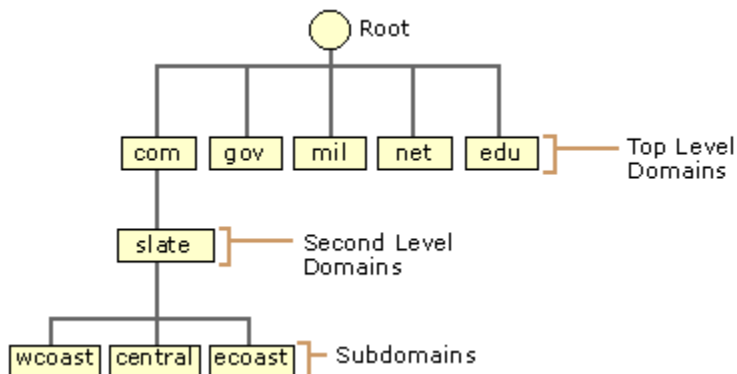 Root
com gov mil net edu
Top Level
Domains
slate
Second Level
Domains
wcoast central ecoast
Subdomains